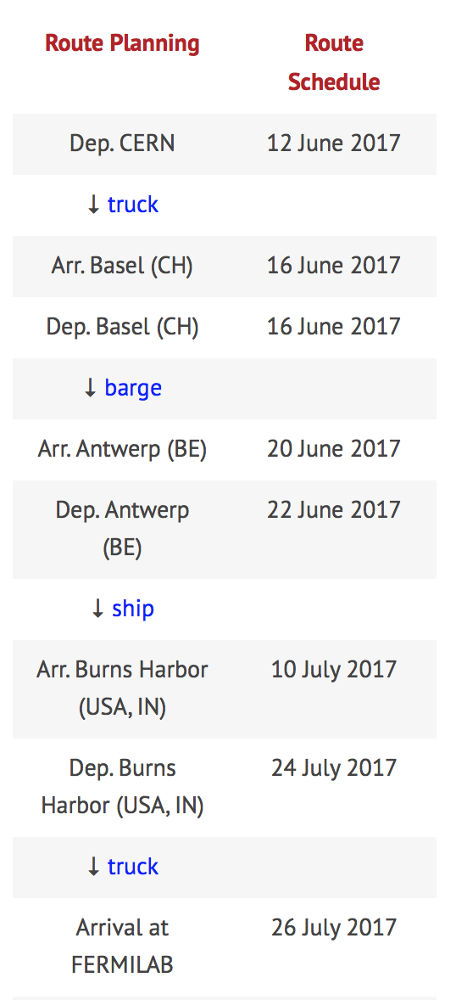 Route Planning
Route
Schedule
Dep. CERN
12 June 2017
↓ truck
Arr. Basel (CH)
16 June 2017
Dep. Basel (CH)
16 June 2017
↓ barge
Arr. Antwerp (BE)
20 June 2017
Dep. Antwerp
(BE)
22 June 2017
↓ ship
Arr. Burns Harbor
(USA, IN)
10 July 2017
Dep. Burns
Harbor (USA, IN)
24 July 2017
↓ truck
Arrival at
FERMILAB
26 July 2017